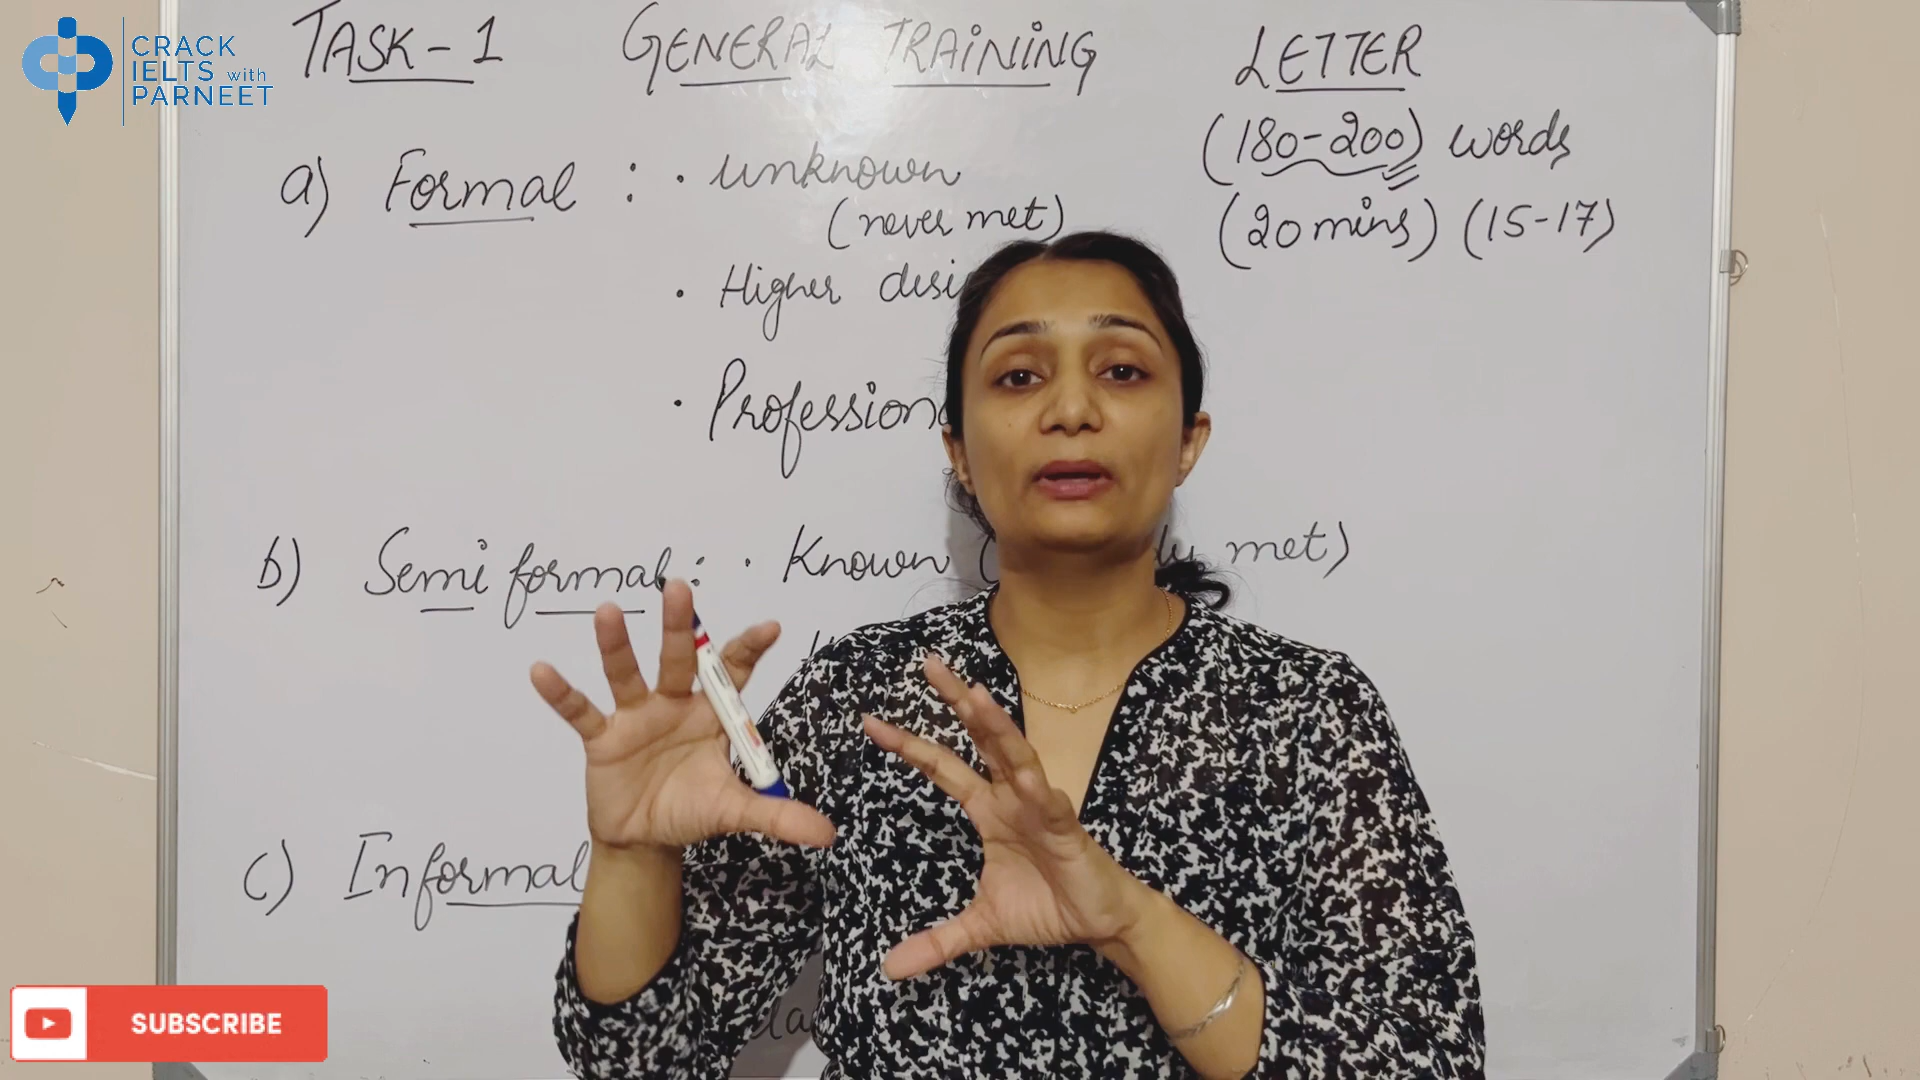 CRACK
IELTS with
PARNEET
TASK-1 GENERAL TRAINING LETTER
(180-200) words
(20 mins) (15-17)
a) Formal : • unknown
(never met)
• Higher
•
b) Semi formal : • Known ( met)
c) Informal
SUBSCRIBE